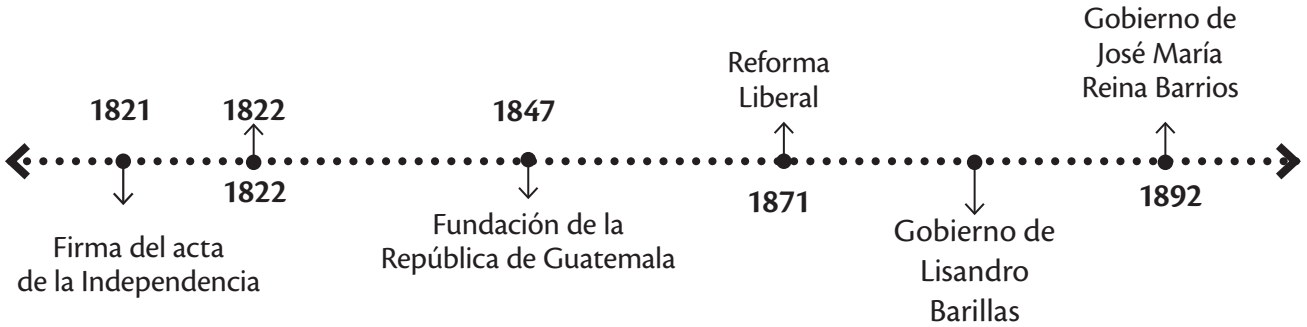 1821
Firma del acta
de la Independencia
1822
1822
1847
Fundación de la
República de Guatemala
Reforma
Liberal
1871
Gobierno de
Lisandro
Barillas
Gobierno de
José María
Reina Barrios
1892